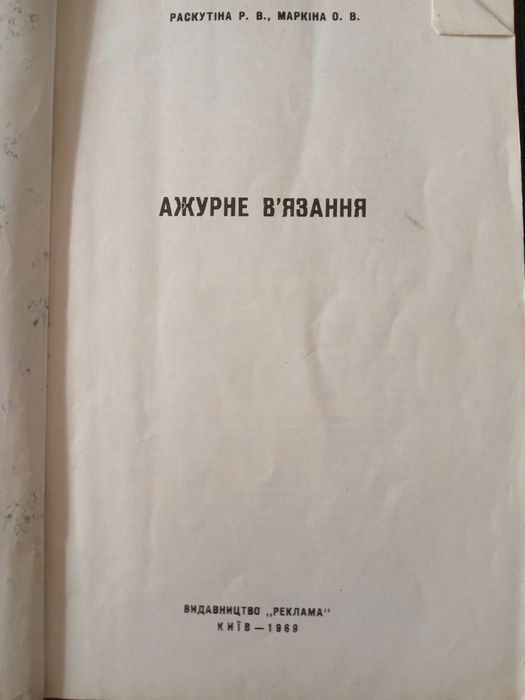 РАСКУТІНА Р. В., МАРКІНА О. В.
АЖУРНЕ В'ЯЗАННЯ
ВИДАВНИЦТВО „РЕКЛАМА“
КИЇВ—1969